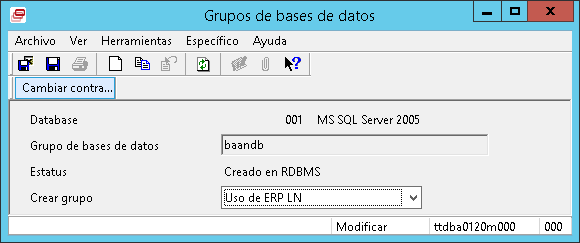 Grupos de bases de datos
Archivo Ver Herramientas Específico Ayuda
Cambiar contra...
Database 001 MS SQL Server 2005
Grupo de bases de datos baandb
Estatus Creado en RDBMS
Crear grupo Uso de ERP LN
Modificar ttdba0120m000 000